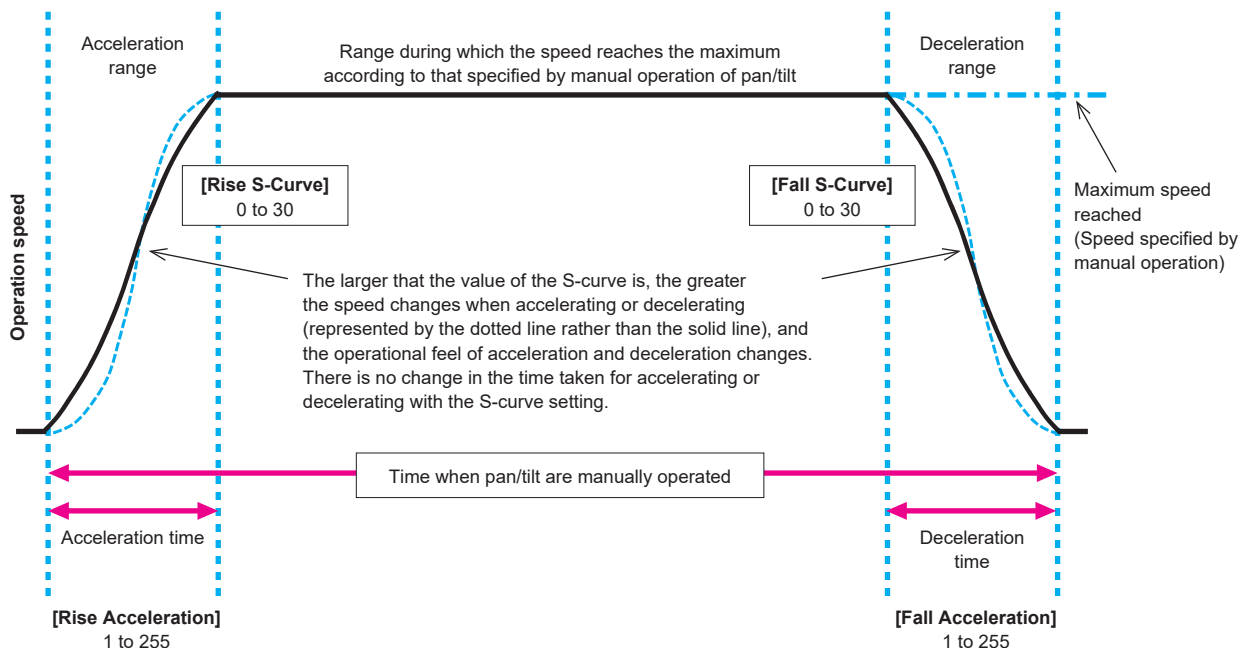 Acceleration
range
Range during which the speed reaches the maximum
according to that specified by manual operation of pan/tilt
Deceleration
range
[Rise S-Curve]
0 to 30
[Fall S-Curve]
0 to 30
Maximum speed
reached
(Speed specified by
manual operation)
Operation speed
The larger that the value of the S-curve is, the greater
the speed changes when accelerating or decelerating
(represented by the dotted line rather than the solid line), and
the operational feel of acceleration and deceleration changes.
There is no change in the time taken for accelerating or
decelerating with the S-curve setting.
Time when pan/tilt are manually operated
Acceleration time
Deceleration
time
[Rise Acceleration]
1 to 255
[Fall Acceleration]
1 to 255